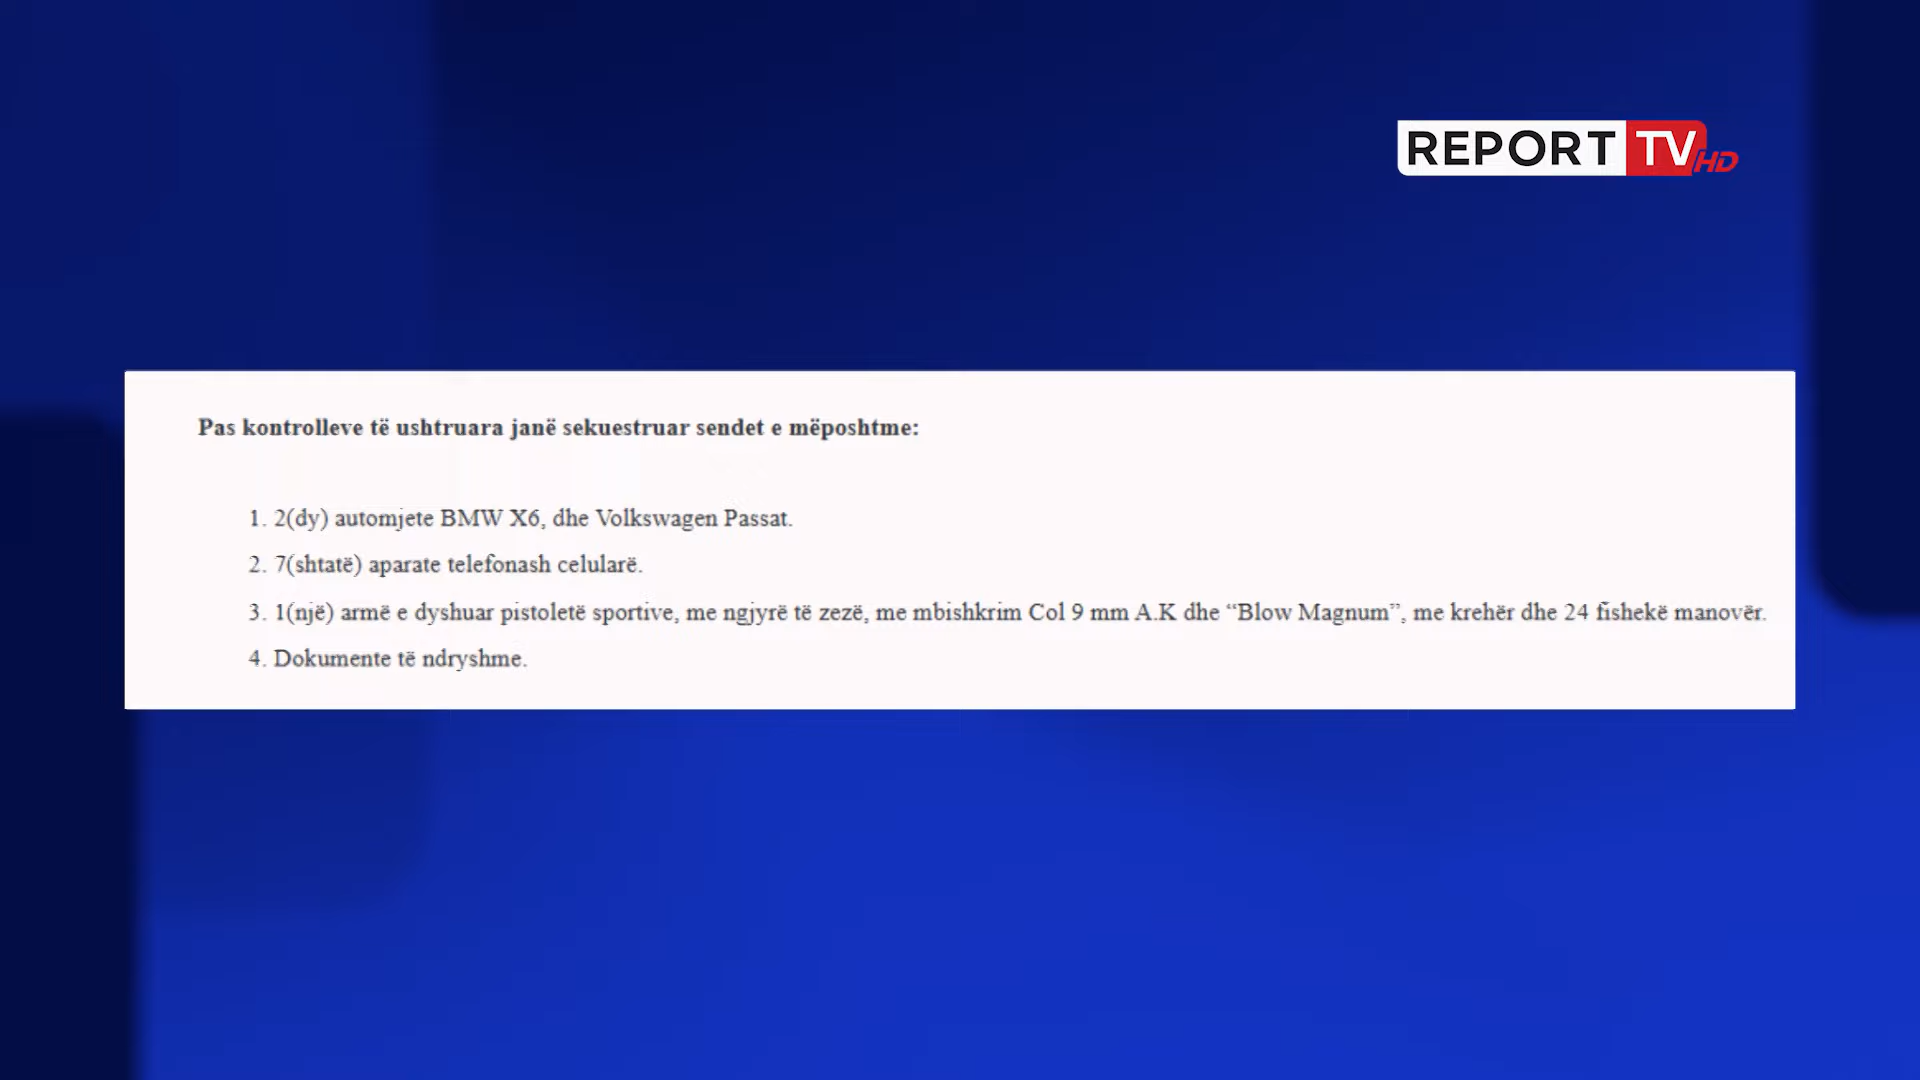 REPORT TV HD
Pas kontrolleve të ushtruara janë sekuestruar sendet e mëposhtme:
1. 2(dy) automjete BMW X6, dhe Volkswagen Passat.
2. 7(shtatë) aparate telefonash celularë.
3. 1(një) armë e dyshuar pistoletë sportive, me ngjyrë të zezë, me mbishkrim Col 9 mm A.K dhe “Blow Magnum”, me krehër dhe 24 fishekë manovër.
4. Dokumente të ndryshme.